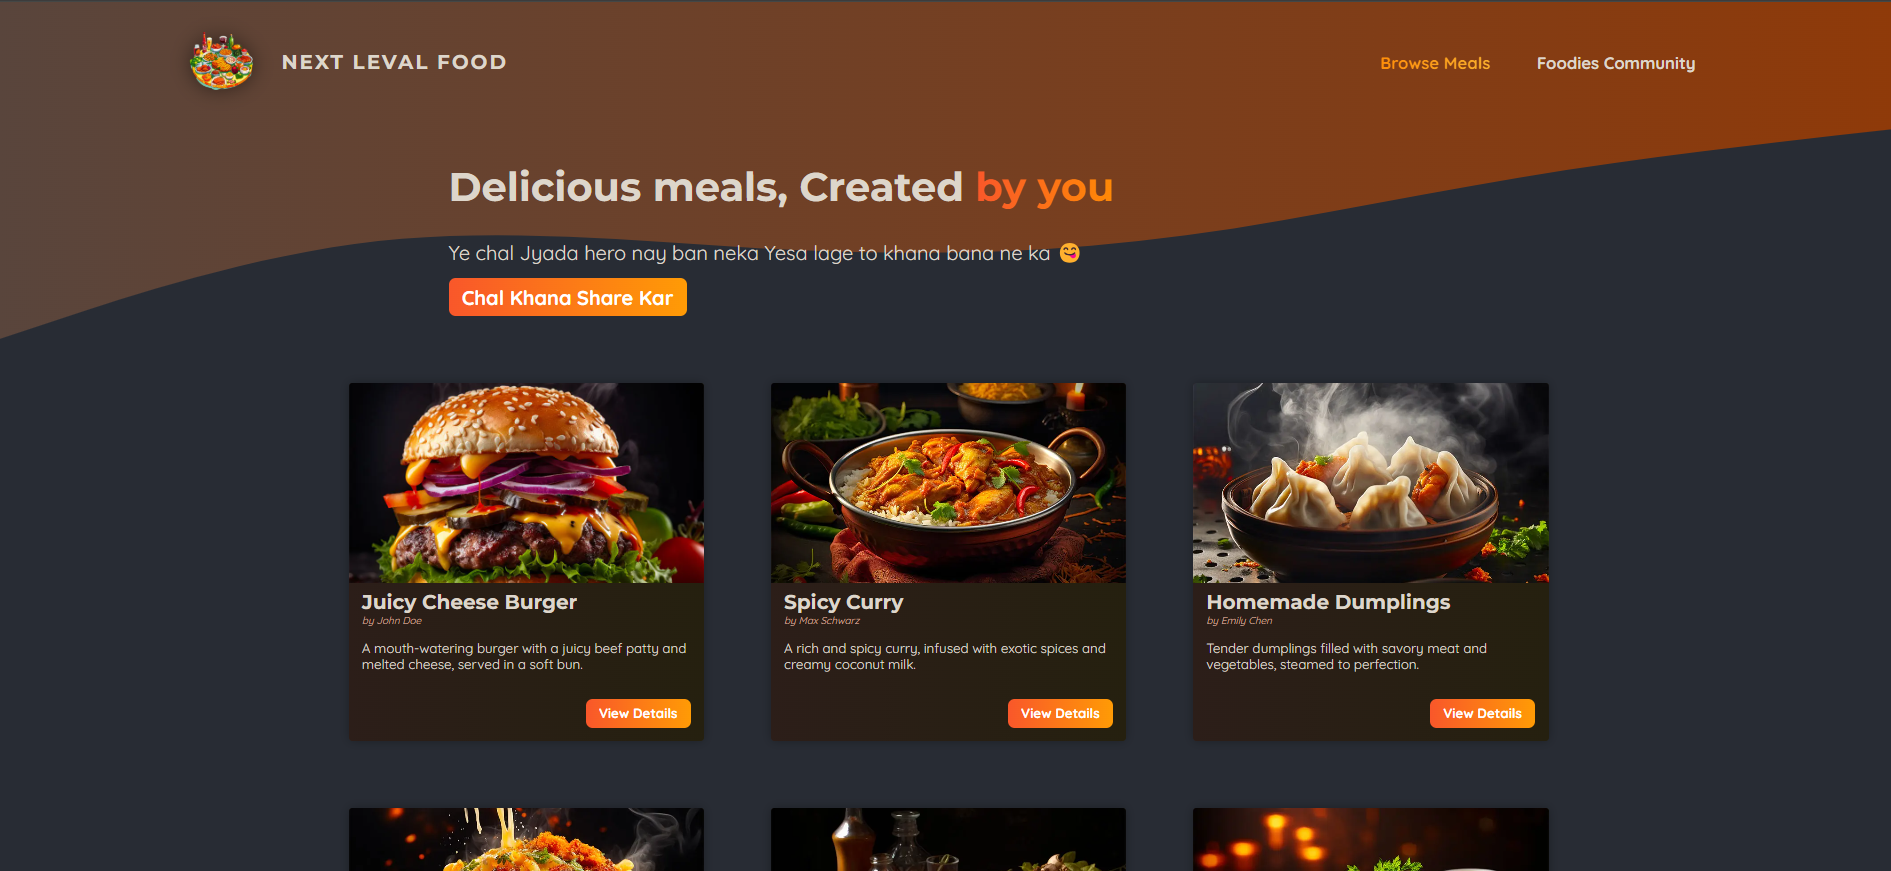 NEXT LEVAL FOOD
Browse Meals
Foodies Community
Delicious meals, Created by you
Ye chal Jyada hero nay ban neka Yesa lage to khana bana ne ka 😋
Chal Khana Share Kar
Juicy Cheese Burger
by John Doe
A mouth-watering burger with a juicy beef patty and
melted cheese, served in a soft bun.
View Details
Spicy Curry
by Max Schwarz
A rich and spicy curry, infused with exotic spices and
creamy coconut milk.
View Details
Homemade Dumplings
by Emily Chen
Tender dumplings filled with savory meat and
vegetables, steamed to perfection.
View Details